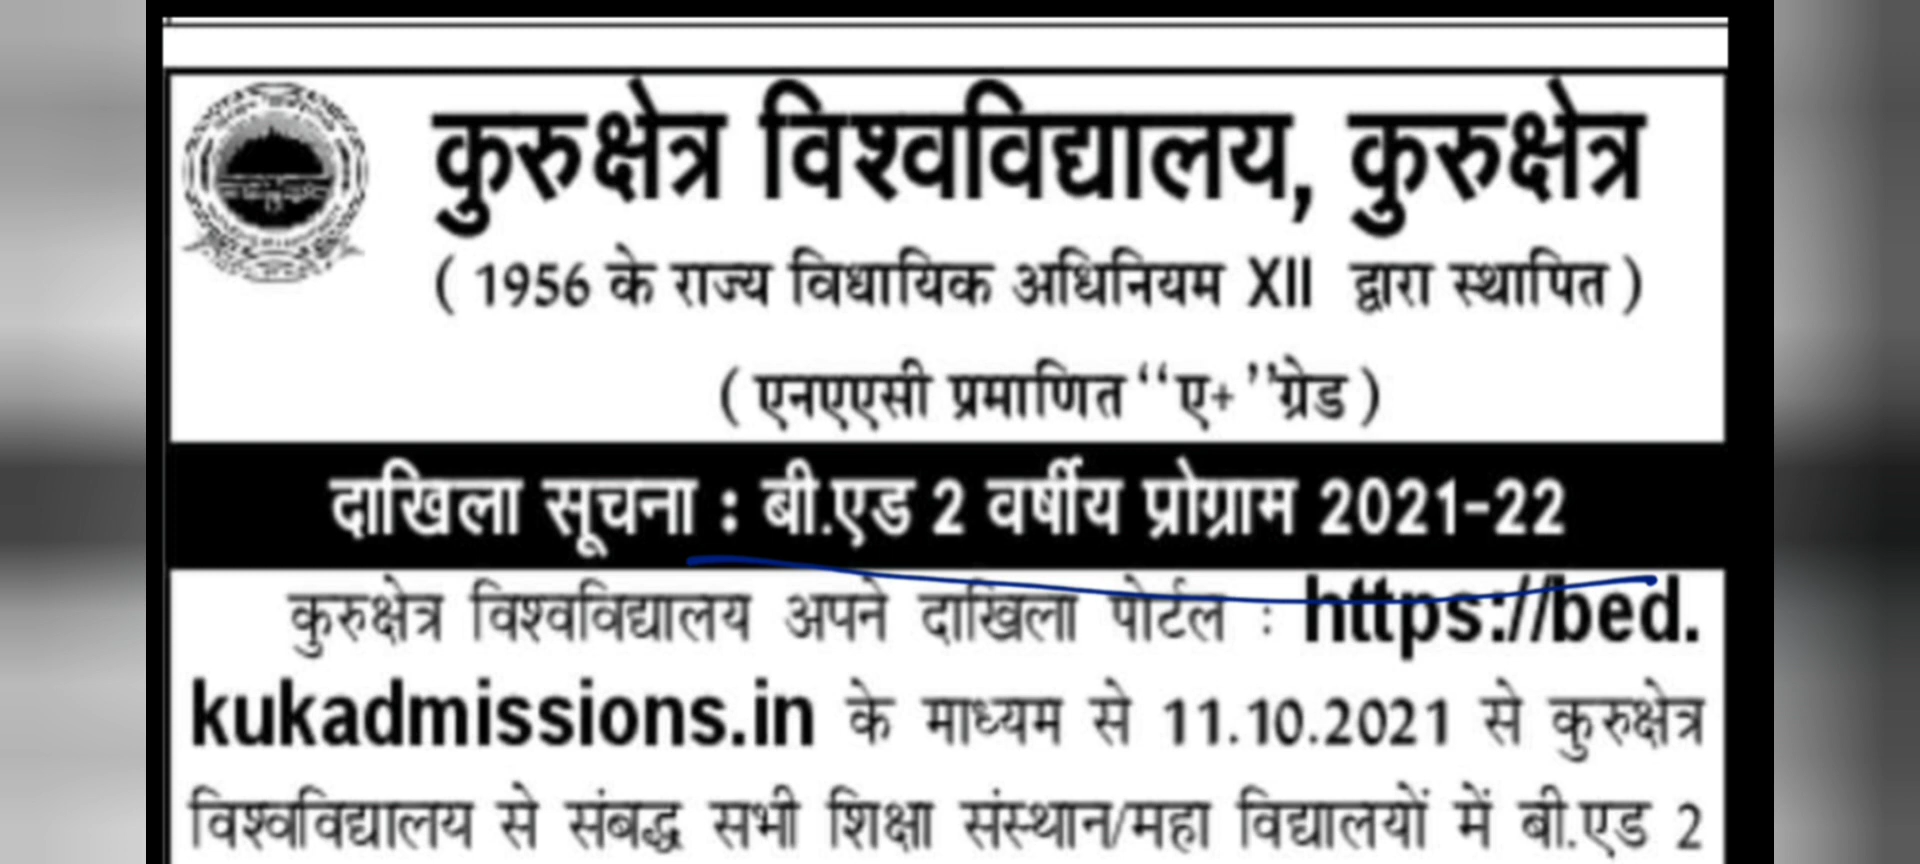 कुरुक्षेत्र विश्वविद्यालय, कुरुक्षेत्र
( 1956 के राज्य विधायिक अधिनियम XII द्वारा स्थापित )
( एनएएसी प्रमाणित ‘‘ए+’’ग्रेड )
दाखिला सूचना : बी.एड 2 वर्षीय प्रोग्राम 2021-22
कुरुक्षेत्र विश्वविद्यालय अपने दाखिला पोर्टल : https://bed.
kukadmissions.in के माध्यम से 11.10.2021 से कुरुक्षेत्र
विश्वविद्यालय से संबद्ध सभी शिक्षा संस्थान/महा विद्यालयों में बी.एड 2